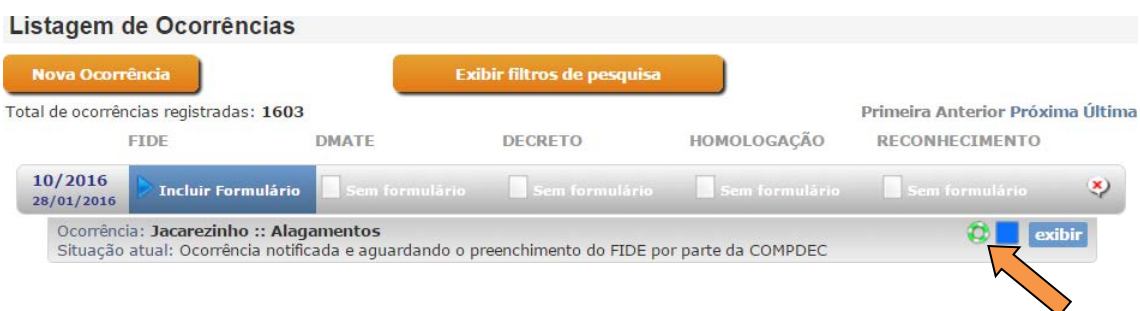 Listagem de Ocorrências
Nova Ocorrência Exibir filtros de pesquisa
Total de ocorrências registradas: 1603 Primeira Anterior Próxima Última
FIDE DMATE DECRETO HOMOLOGAÇÃO RECONHECIMENTO
10/2016
28/01/2016
Incluir Formulário Sem formulário Sem formulário Sem formulário Sem formulário
Ocorrência: Jacarezinho :: Alagamentos
Situação atual: Ocorrência notificada e aguardando o preenchimento do FIDE por parte da COMPDEC
exibir